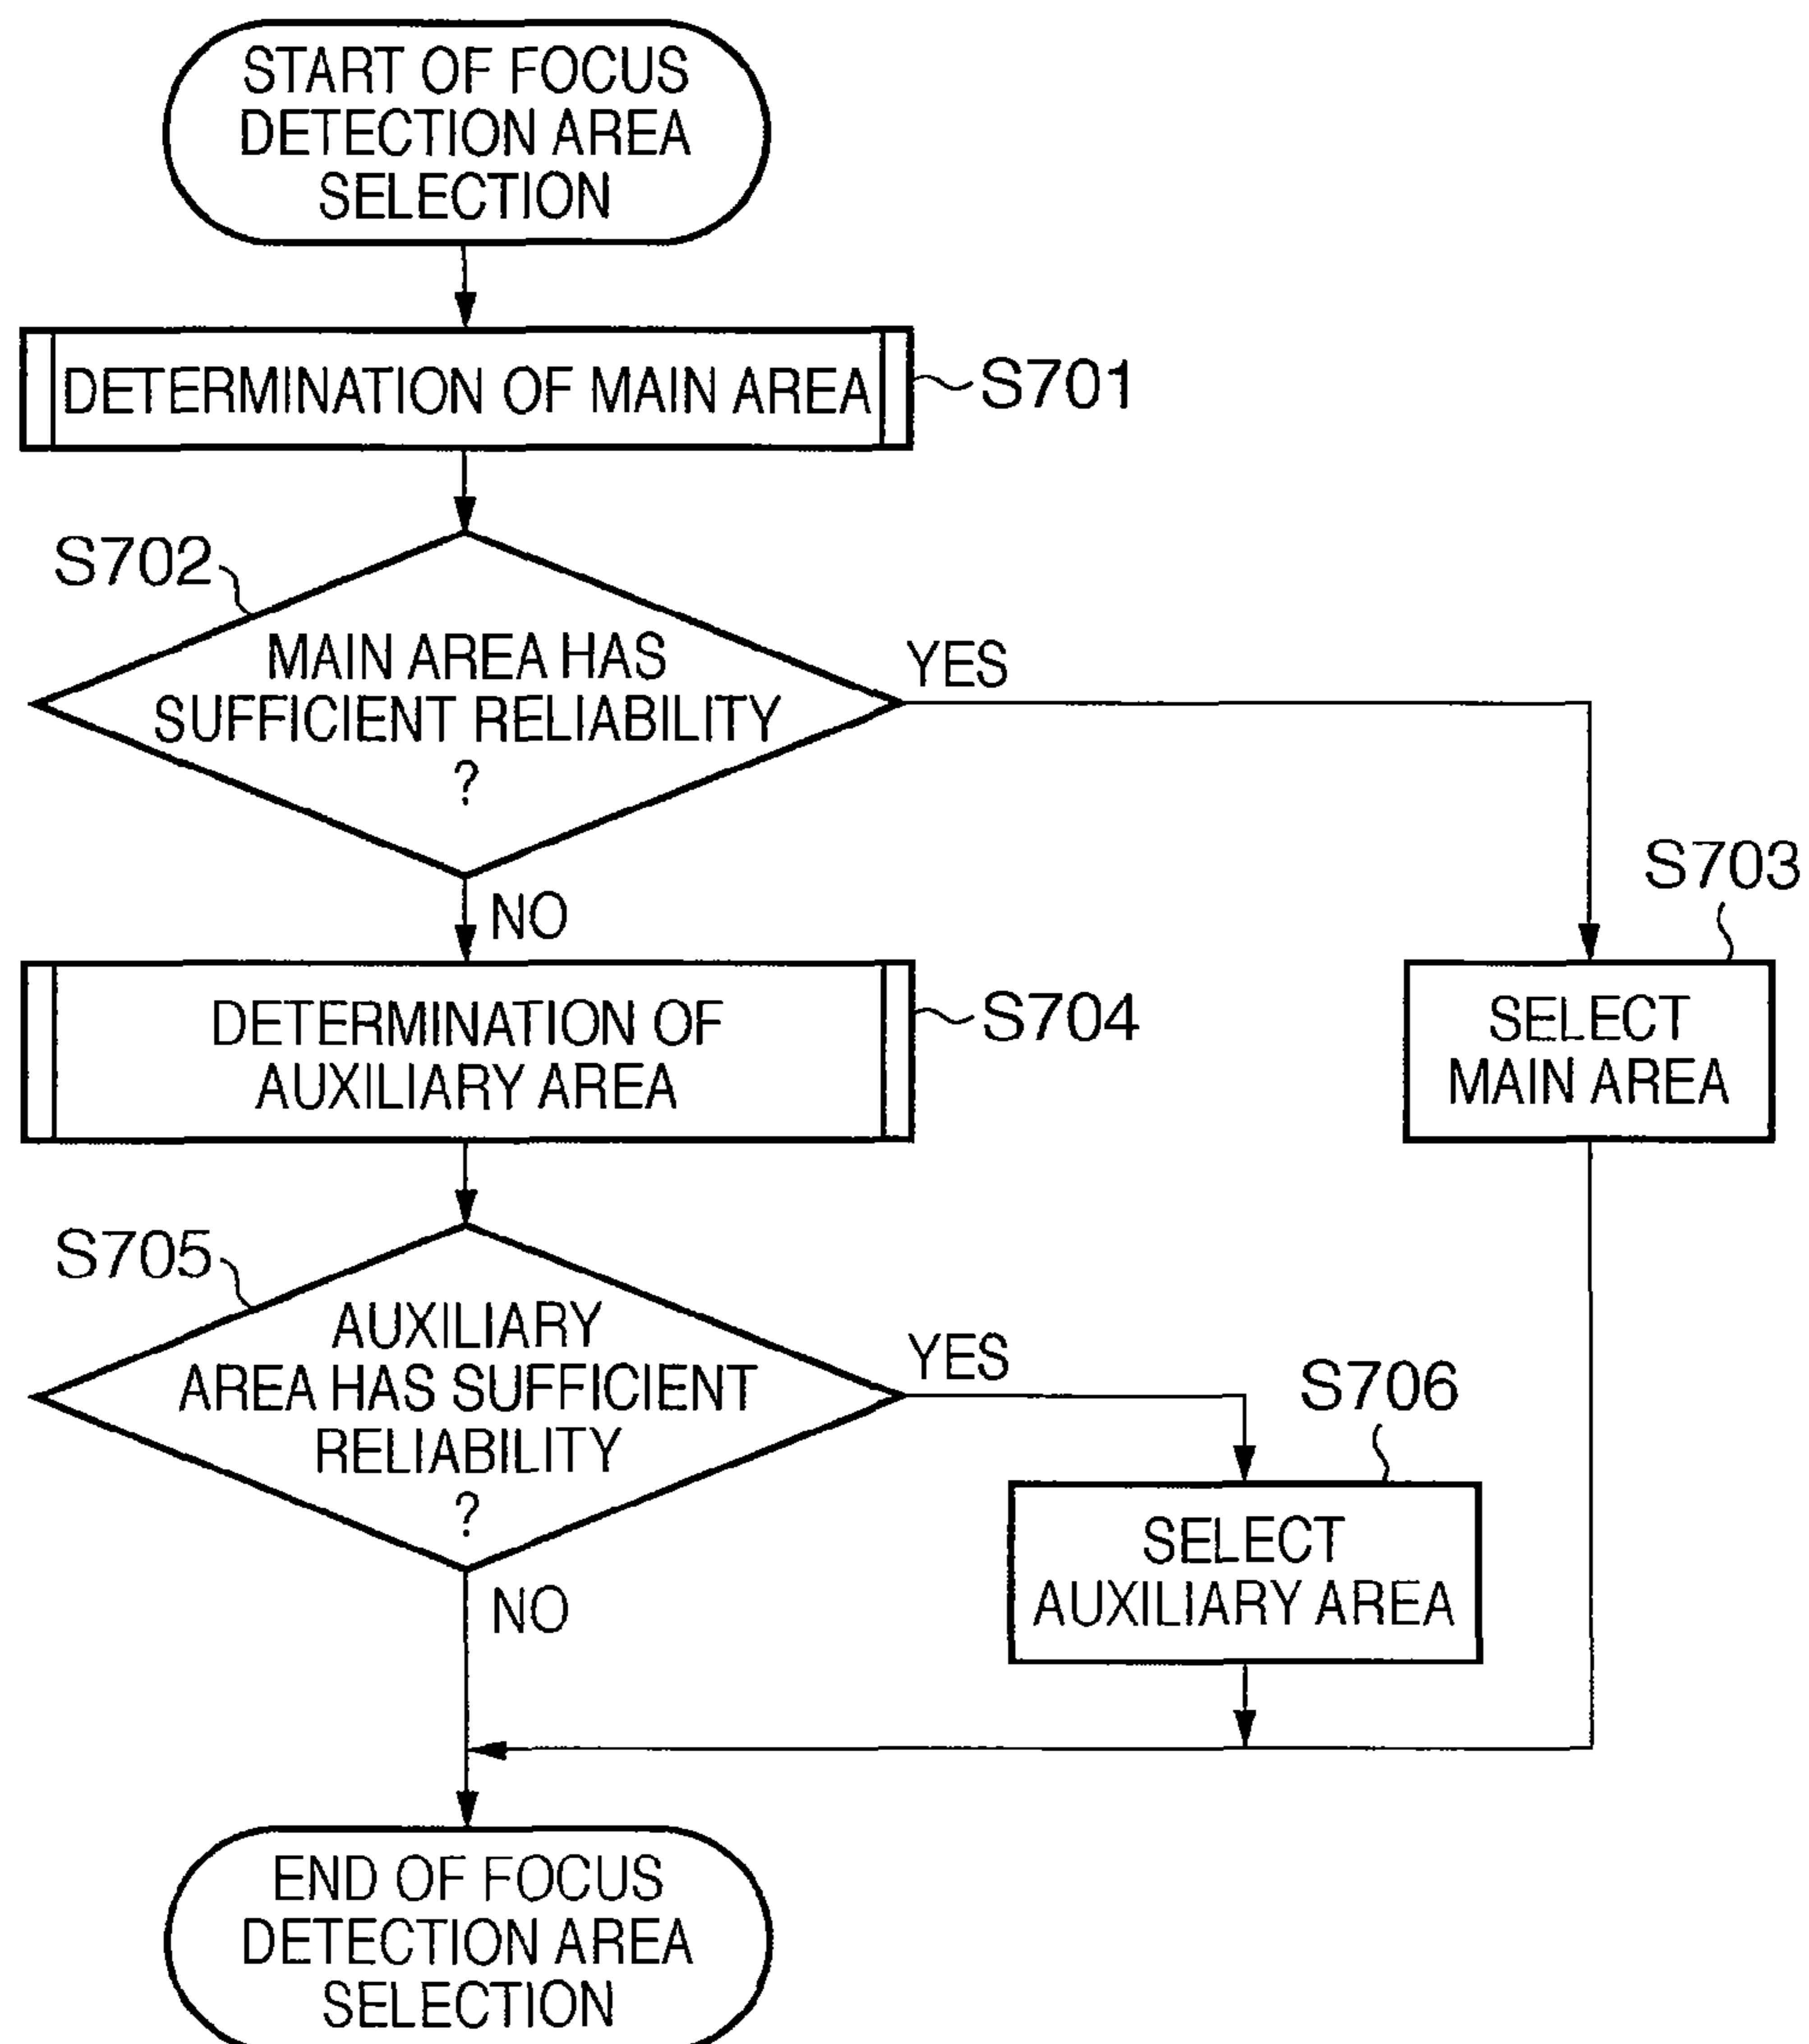 START OF FOCUS
DETECTION AREA
SELECTION
DETERMINATION OF MAIN AREA
S701
S702
MAIN AREA HAS
SUFFICIENT RELIABILITY
?
YES
NO
S703
SELECT
MAIN AREA
DETERMINATION OF
AUXILIARY AREA
S704
S705
AUXILIARY
AREA HAS SUFFICIENT
RELIABILITY
?
YES
NO
S706
SELECT
AUXILIARY AREA
END OF FOCUS
DETECTION AREA
SELECTION